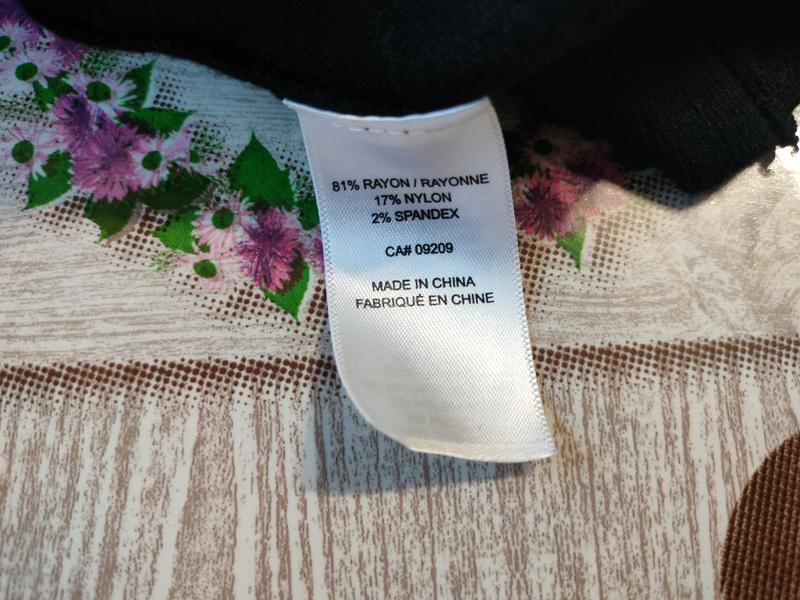 81% RAYON / RAYONNE
17% NYLON
2% SPANDEX
CA# 09209
MADE IN CHINA
FABRIQUÉ EN CHINE